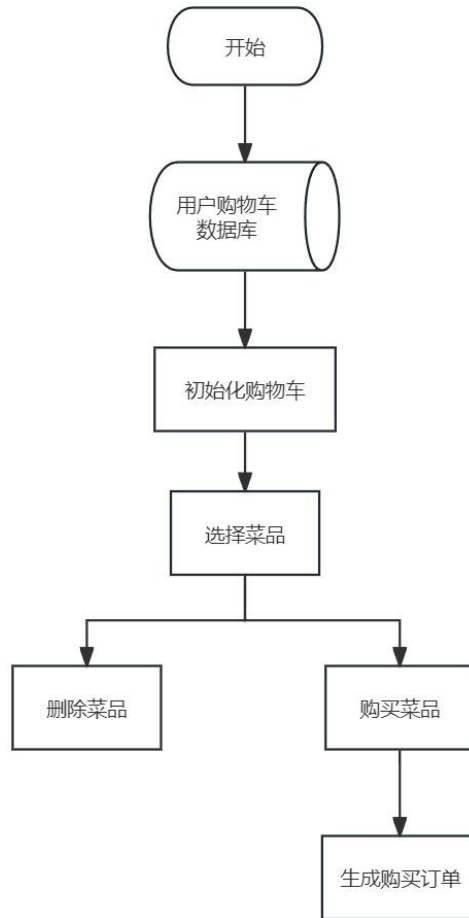 开始
用户购物车
数据库
初始化购物车
选择菜品
删除菜品
购买菜品
生成购买订单